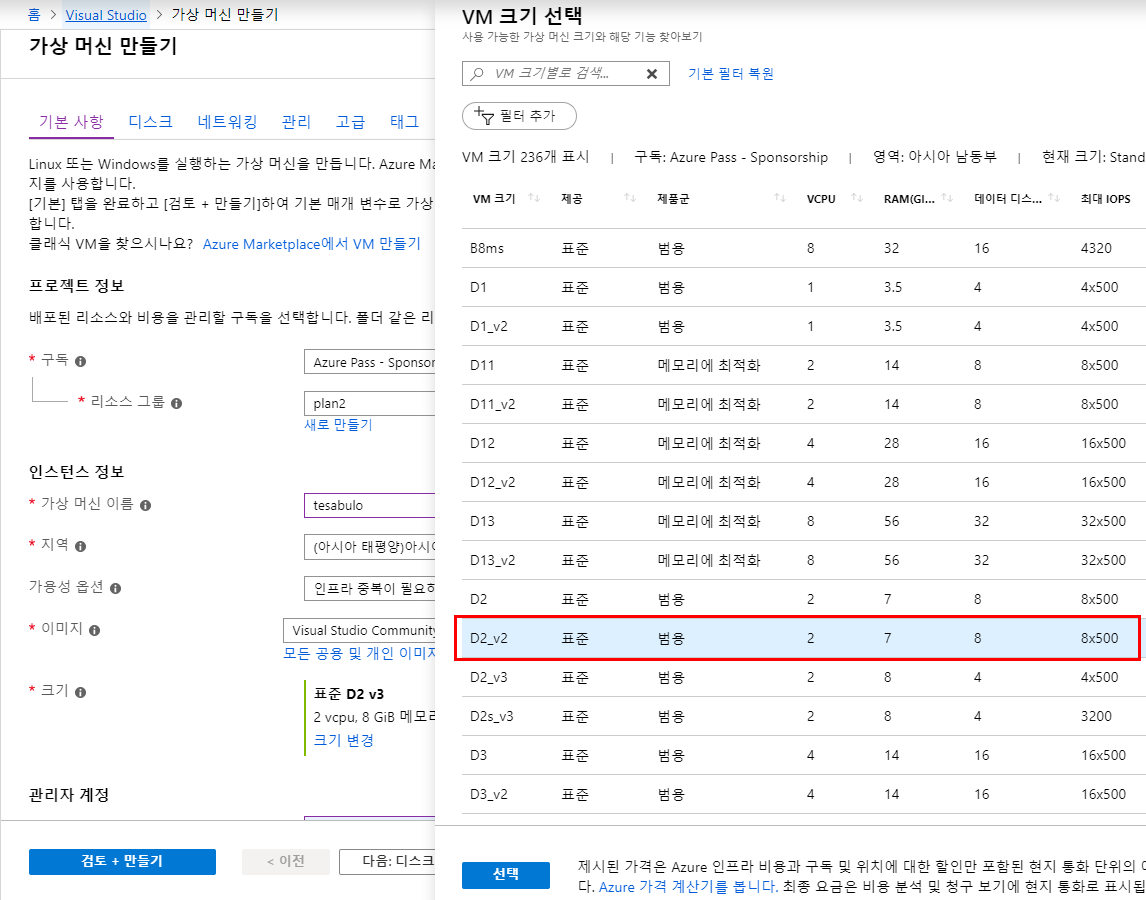 홈 > Visual Studio > 가상 머신 만들기
가상 머신 만들기
기본 사항 디스크 네트워킹 관리 고급 태그
Linux 또는 Windows를 실행하는 가상 머신을 만듭니다. Azure Ma
지를 사용합니다.
[기본] 탭을 완료하고 [검토 + 만들기]하여 기본 매개 변수로 가상
합니다.
클래식 VM을 찾으시나요? Azure Marketplace에서 VM 만들기
프로젝트 정보
배포된 리소스와 비용을 관리할 구독을 선택합니다. 폴더 같은 리
* 구독 Azure Pass - Sponsor
* 리소스 그룹 plan2
새로 만들기
인스턴스 정보
* 가상 머신 이름 tesabulo
* 지역 (아시아 태평양)아시아
가용성 옵션 인프라 중복이 필요하
* 이미지 Visual Studio Community
모든 공용 및 개인 이미지
* 크기 표준 D2 v3
2 vcpu, 8 GiB 메모리
크기 변경
관리자 계정
검토 + 만들기 < 이전 다음: 디스크
VM 크기 선택
사용 가능한 가상 머신 크기와 해당 기능 찾아보기
VM 크기별로 검색... 기본 필터 복원
필터 추가
VM 크기 236개 표시 | 구독: Azure Pass - Sponsorship | 영역: 아시아 남동부 | 현재 크기: Stand
VM 크기 제공 제품군 VCPU RAM(GI... 데이터 디스... 최대 IOPS
B8ms 표준 범용 8 32 16 4320
D1 표준 범용 1 3.5 4 4x500
D1_v2 표준 범용 1 3.5 4 4x500
D11 표준 메모리에 최적화 2 14 8 8x500
D11_v2 표준 메모리에 최적화 2 14 8 8x500
D12 표준 메모리에 최적화 4 28 16 16x500
D12_v2 표준 메모리에 최적화 4 28 16 16x500
D13 표준 메모리에 최적화 8 56 32 32x500
D13_v2 표준 메모리에 최적화 8 56 32 32x500
D2 표준 범용 2 7 8 8x500
D2_v2 표준 범용 2 7 8 8x500
D2_v3 표준 범용 2 8 4 4x500
D2s_v3 표준 범용 2 8 4 3200
D3 표준 범용 4 14 16 16x500
D3_v2 표준 범용 4 14 16 16x500
선택
제시된 가격은 Azure 인프라 비용과 구독 및 위치에 대한 할인만 포함된 현지 통화 단위의
다. Azure 가격 계산기를 봅니다. 최종 요금은 비용 분석 및 청구 보기에 현지 통화로 표시됩